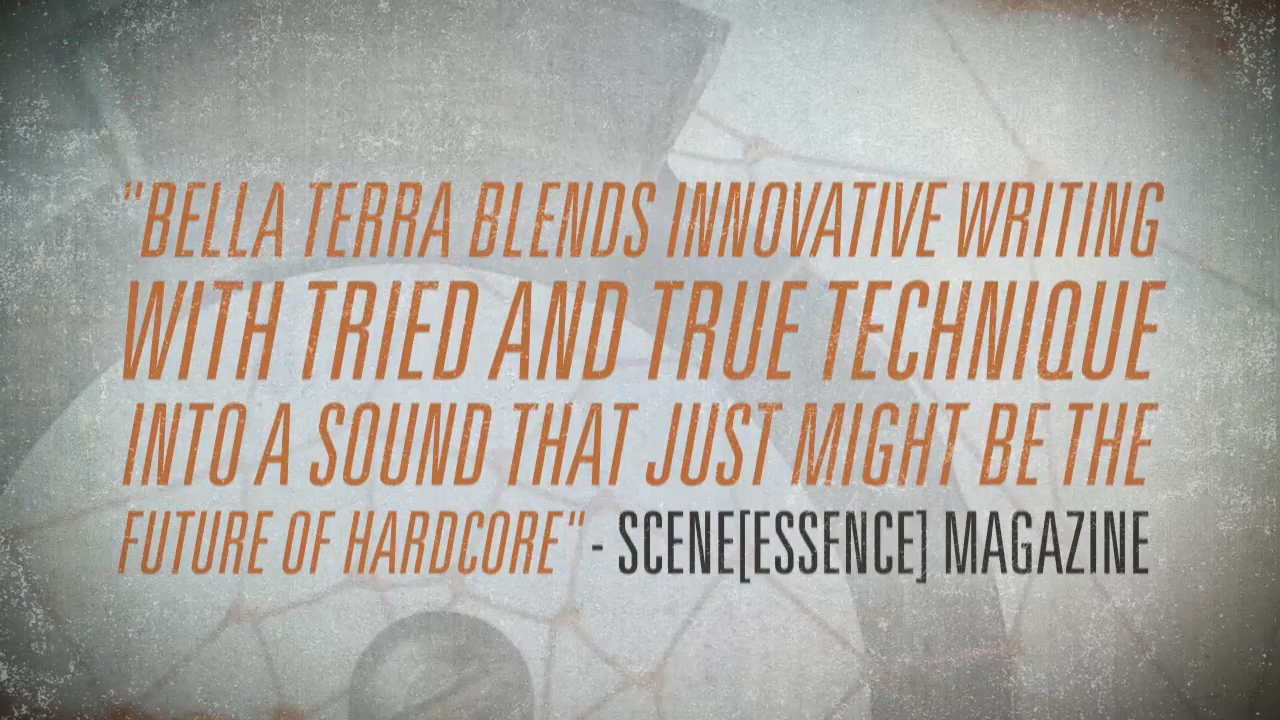 "BELLA TERRA BLENDS INNOVATIVE WRITING
WITH TRIED AND TRUE TECHNIQUE
INTO A SOUND THAT JUST MIGHT BE THE
FUTURE OF HARDCORE" - SCENE[ESSENCE] MAGAZINE